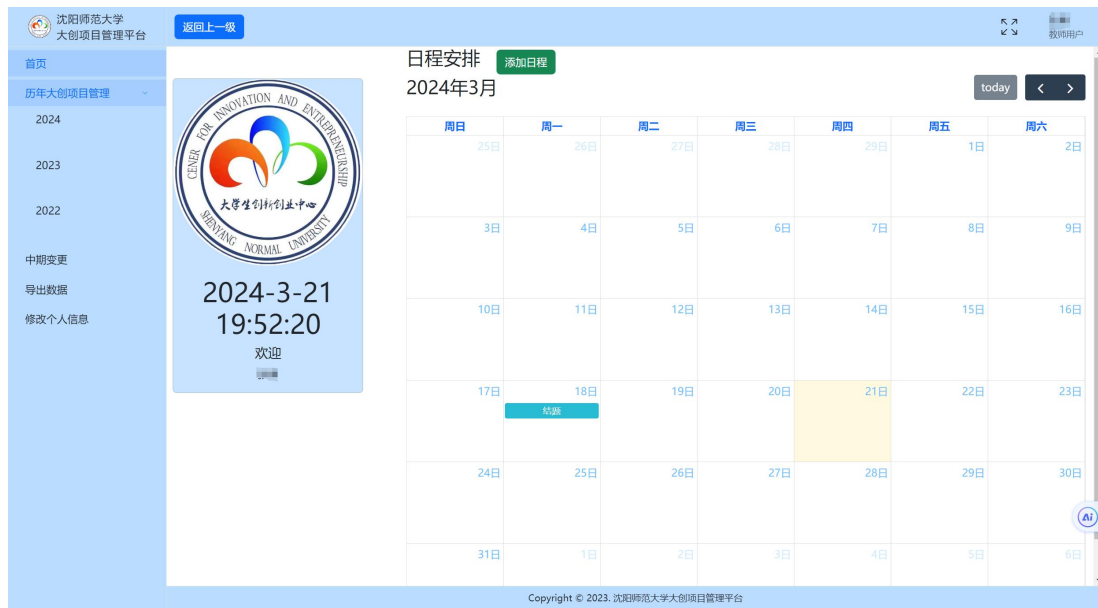 沈阳师范大学
大创项目管理平台
返回上一级
教师用户
首页
历年大创项目管理
2024
2023
2022
中期变更
导出数据
修改个人信息
CENER FOR INNOVATION AND ENTREPRENEURSHIP
大学生创新创业中心
SHENYANG NORMAL UNIVERSITY
2024-3-21
19:52:20
欢迎
日程安排 添加日程
2024年3月
today
周日 周一 周二 周三 周四 周五 周六
25日 26日 27日 28日 29日 1日 2日
3日 4日 5日 6日 7日 8日 9日
10日 11日 12日 13日 14日 15日 16日
17日 18日 19日 20日 21日 22日 23日
结题
24日 25日 26日 27日 28日 29日 30日
Ai
31日 1日 2日 3日 4日 5日 6日
Copyright © 2023. 沈阳师范大学大创项目管理平台